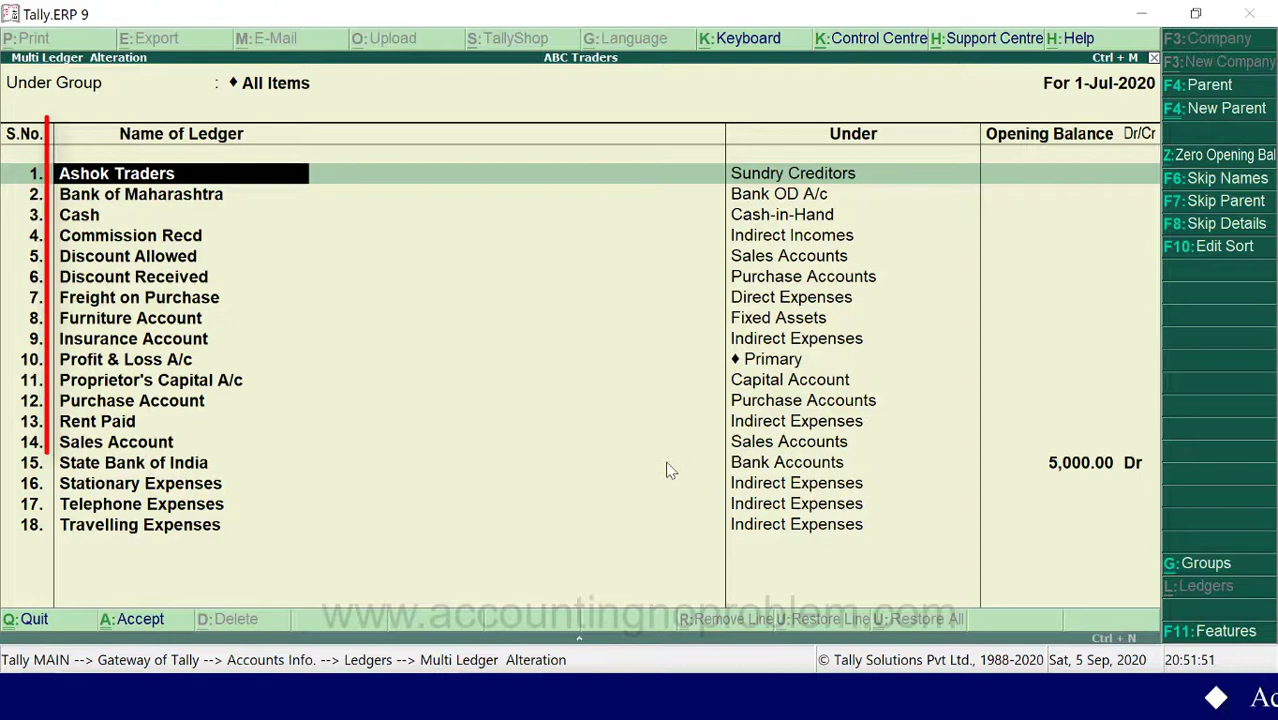 Tally.ERP 9
P: Print E: Export M: E-Mail O: Upload S: TallyShop G: Language K: Keyboard K: Control Centre H: Support Centre H: Help F3: Company
Multi Ledger Alteration ABC Traders Ctrl + M F3: New Company
Under Group : ♦ All Items For 1-Jul-2020 F4: Parent
F4: New Parent
S.No. Name of Ledger Under Opening Balance Dr/Cr
Z: Zero Opening Bal
1. Ashok Traders Sundry Creditors F6: Skip Names
2. Bank of Maharashtra Bank OD A/c F7: Skip Parent
3. Cash Cash-in-Hand F8: Skip Details
4. Commission Recd Indirect Incomes F10: Edit Sort
5. Discount Allowed Sales Accounts
6. Discount Received Purchase Accounts
7. Freight on Purchase Direct Expenses
8. Furniture Account Fixed Assets
9. Insurance Account Indirect Expenses
10. Profit & Loss A/c ♦ Primary
11. Proprietor's Capital A/c Capital Account
12. Purchase Account Purchase Accounts
13. Rent Paid Indirect Expenses
14. Sales Account Sales Accounts
15. State Bank of India Bank Accounts 5,000.00 Dr
16. Stationary Expenses Indirect Expenses
17. Telephone Expenses Indirect Expenses
18. Travelling Expenses Indirect Expenses
G: Groups
L: Ledgers
www.accountingnoproblem.com
Q: Quit A: Accept D: Delete R: Remove Line U: Restore Line U: Restore All
F11: Features
Ctrl + N
Tally MAIN --> Gateway of Tally --> Accounts Info. --> Ledgers --> Multi Ledger Alteration © Tally Solutions Pvt Ltd., 1988-2020 Sat, 5 Sep, 2020 20:51:51